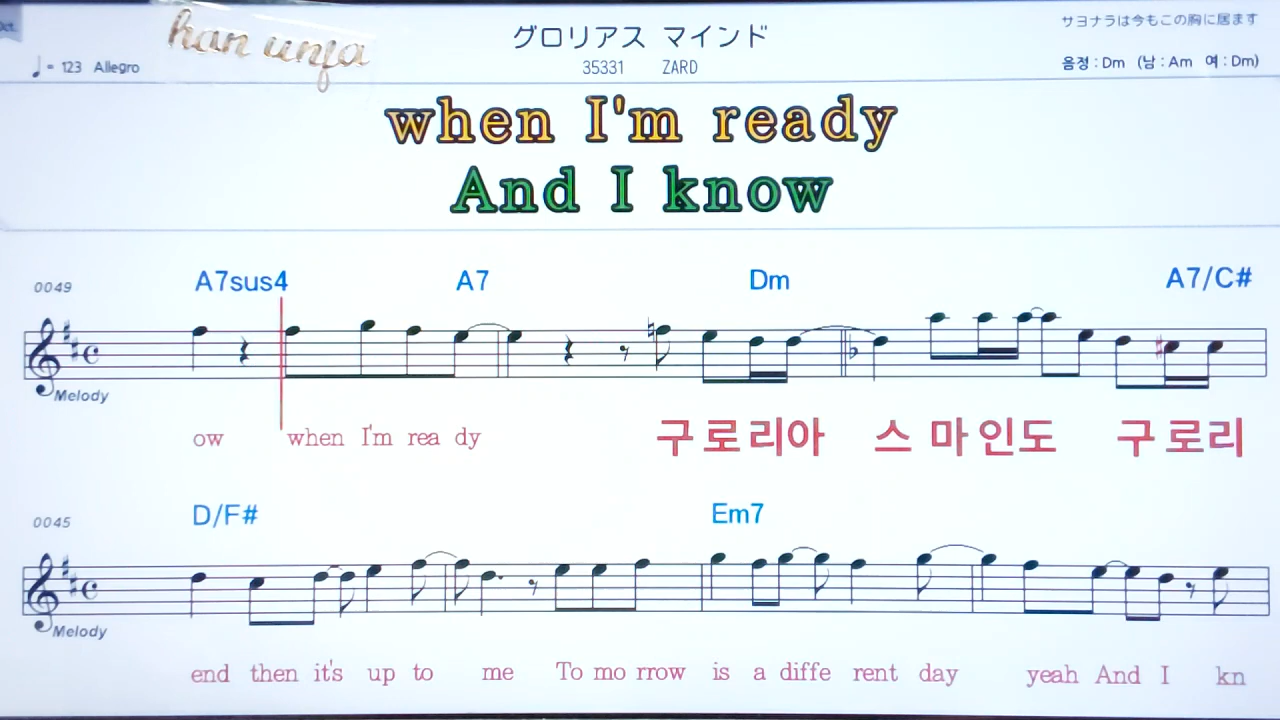 Oct.
han unfa
グロリアス マインド
サヨナラは今もこの胸に居ます
♩= 123 Allegro
35331 ZARD
음정 : Dm (남 : Am 여 : Dm)
when I'm ready
And I know
0049 A7sus4 A7 Dm A7/C#
Melody
ow when I'm rea dy 구로리아 스마인도 구로리
0045 D/F# Em7
Melody
end then it's up to me To mo rrow is a diffe rent day yeah And I kn